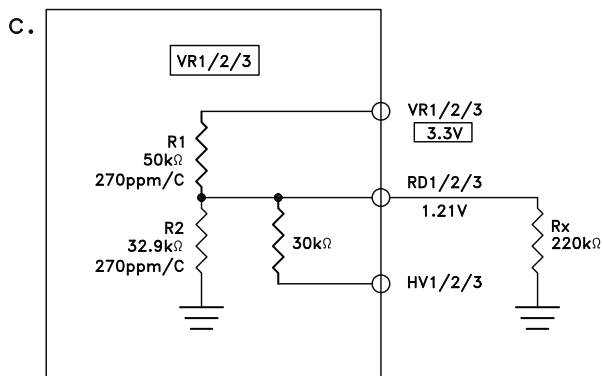 C.
VR1/2/3
VR1/2/3
3.3V
R1
50kΩ
270ppm/C
RD1/2/3
1.21V
R2
32.9kΩ
270ppm/C
30kΩ
Rx
220kΩ
HV1/2/3